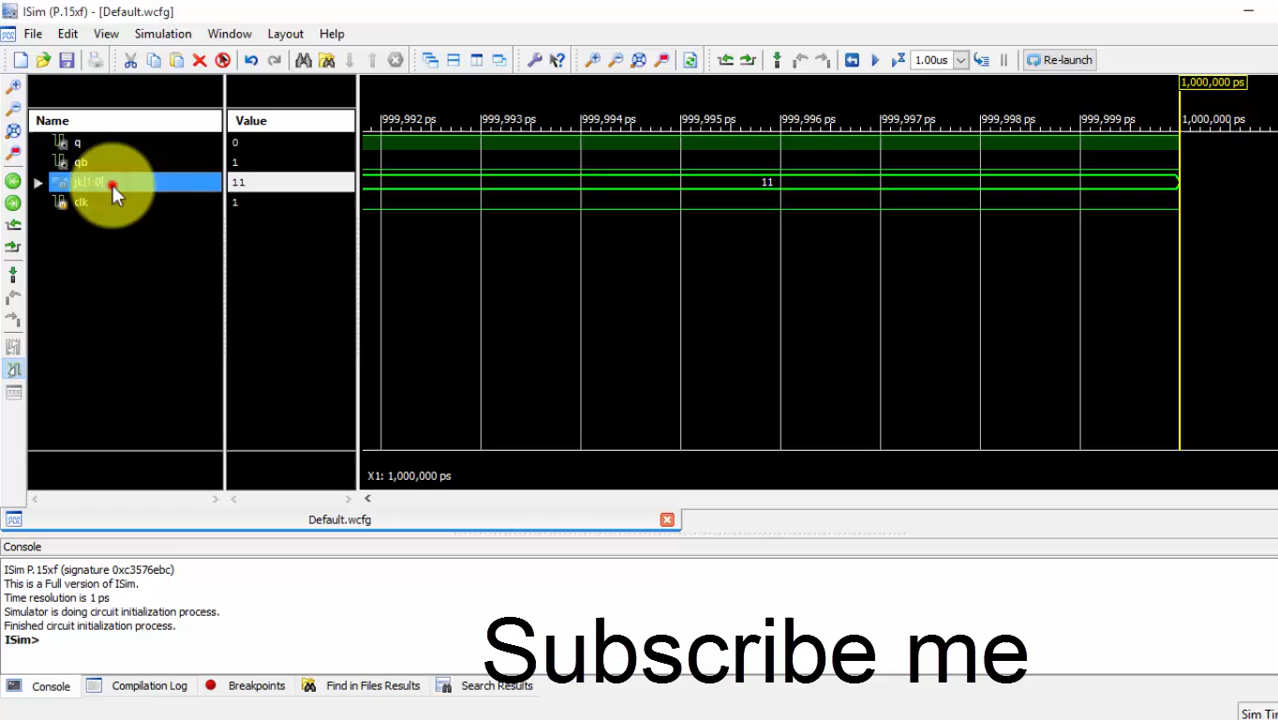 ISim (P.15xf) - [Default.wcfg]
File Edit View Simulation Window Layout Help
1.00us Re-launch
1,000,000 ps
Name Value
999,992 ps 999,993 ps 999,994 ps 999,995 ps 999,996 ps 999,997 ps 999,998 ps 999,999 ps 1,000,000 ps
q 0
qb 1
jk[1:0] 11 11
clk 1
X1: 1,000,000 ps
Default.wcfg
Console
ISim P.15xf (signature 0xc3576ebc)
This is a Full version of ISim.
Time resolution is 1 ps
Simulator is doing circuit initialization process.
Finished circuit initialization process.
ISim>
Subscribe me
Console Compilation Log Breakpoints Find in Files Results Search Results
Sim